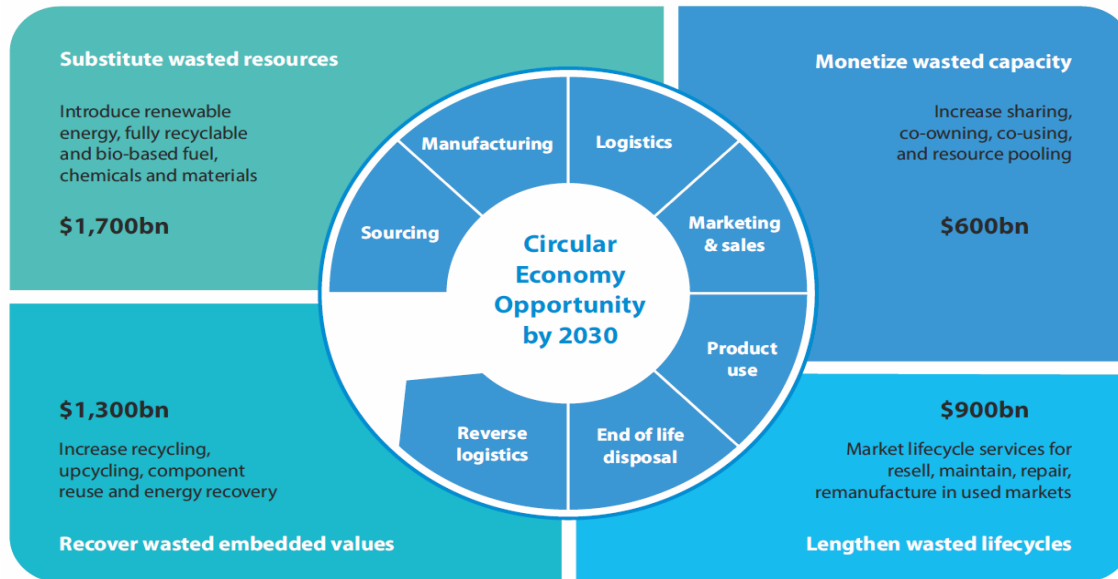 Substitute wasted resources
Introduce renewable
energy, fully recyclable
and bio-based fuel,
chemicals and materials
$1,700bn
Monetize wasted capacity
Increase sharing,
co-owning, co-using,
and resource pooling
$600bn
Sourcing
Manufacturing
Logistics
Marketing
& sales
Product
use
End of life
disposal
Reverse
logistics
Circular
Economy
Opportunity
by 2030
$1,300bn
Increase recycling,
upcycling, component
reuse and energy recovery
Recover wasted embedded values
$900bn
Market lifecycle services for
resell, maintain, repair,
remanufacture in used markets
Lengthen wasted lifecycles